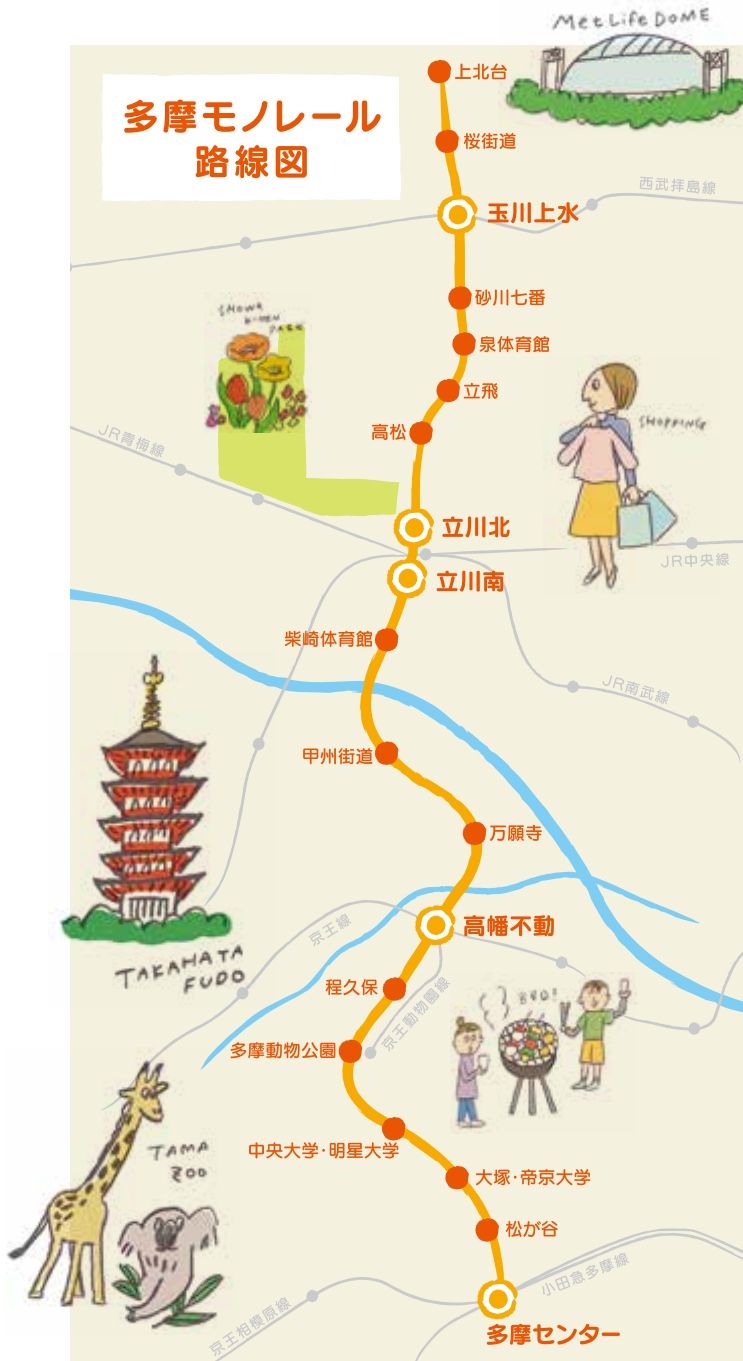 MetLife DOME
多摩モノレール
路線図
上北台
桜街道
西武拝島線
玉川上水
砂川七番
SHOWA
KINEN
PARK
泉体育館
立飛
高松
SHOPPING
JR青梅線
立川北
JR中央線
立川南
柴崎体育館
JR南武線
甲州街道
万願寺
高幡不動
京王線
TAKAHATA
FUDO
程久保
京王動物園線
BBQ!
多摩動物公園
TAMA
ZOO
中央大学・明星大学
大塚・帝京大学
松が谷
小田急多摩線
京王相模原線
多摩センター